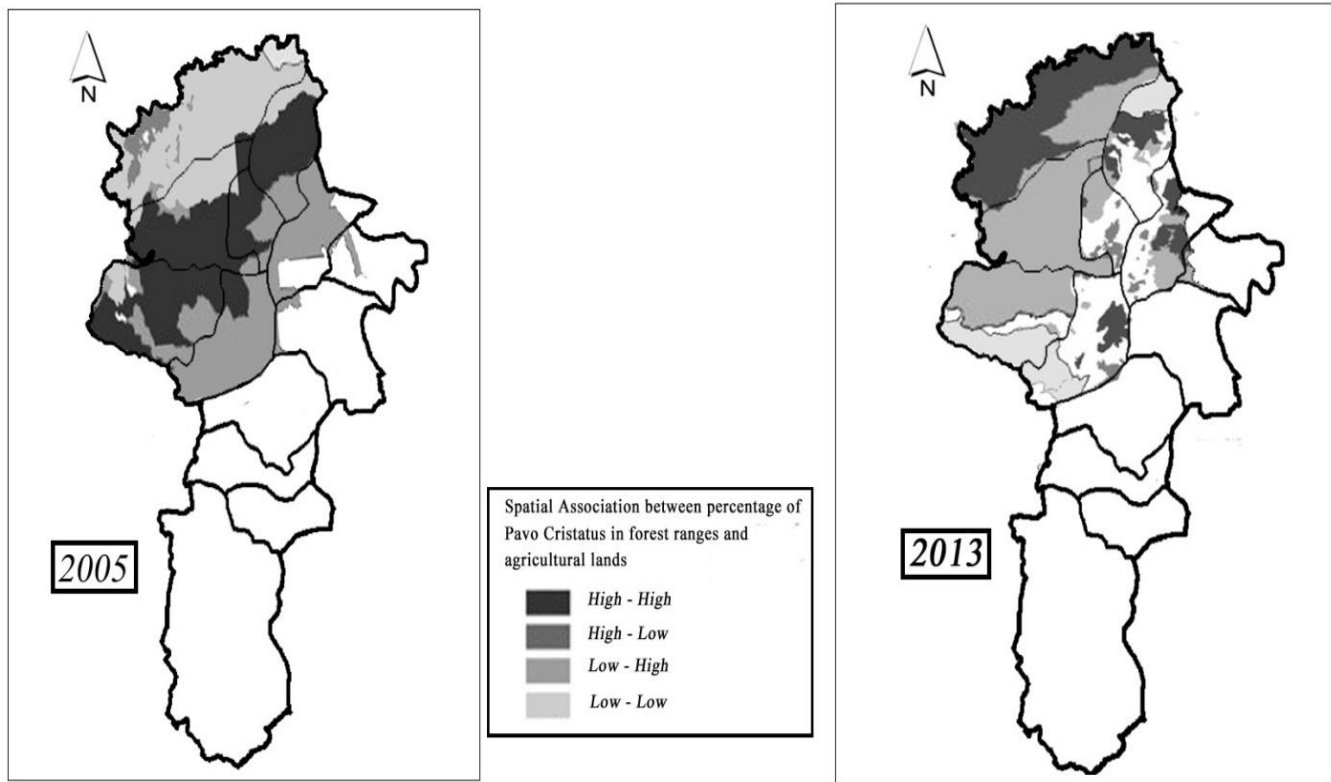 N
2005
Spatial Association between percentage of
Pavo Cristatus in forest ranges and
agricultural lands
High - High
High - Low
Low - High
Low - Low
N
2013